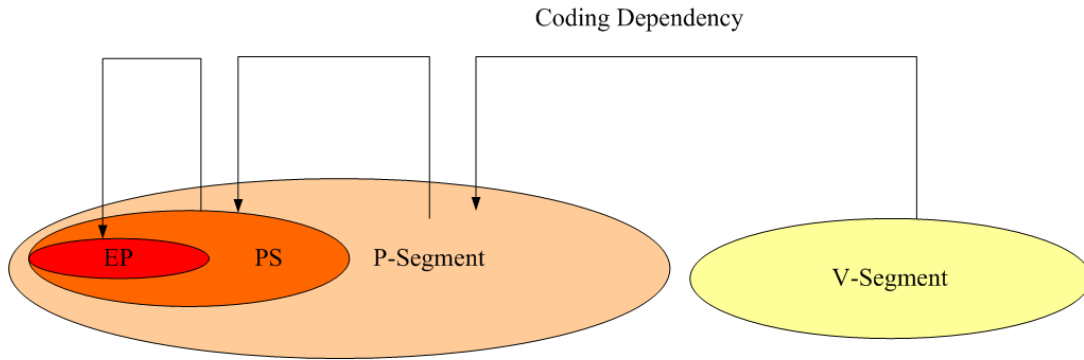 Coding Dependency
EP
PS
P-Segment
V-Segment